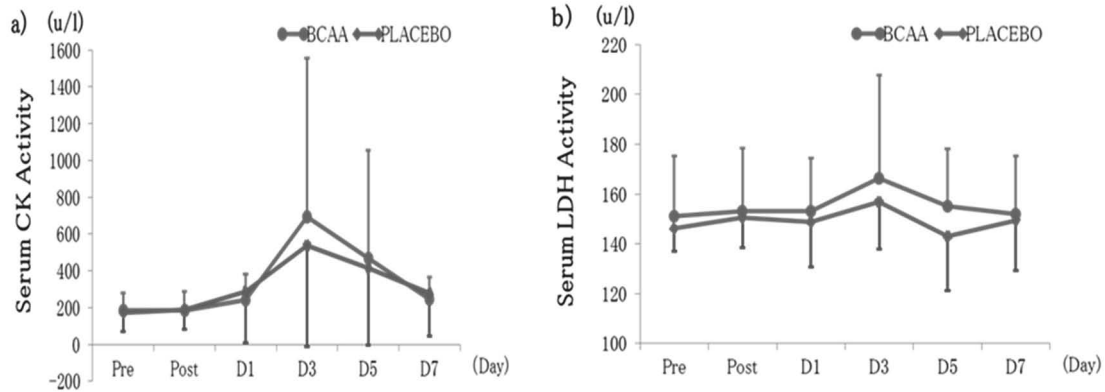 a) (u/l)
BCAA PLACEBO
Serum CK Activity
1600
1400
1200
1000
800
600
400
200
0
-200
Pre Post D1 D3 D5 D7 (Day)
b) (u/l)
BCAA PLACEBO
Serum LDH Activity
220
200
180
160
140
120
100
Pre Post D1 D3 D5 D7 (Day)